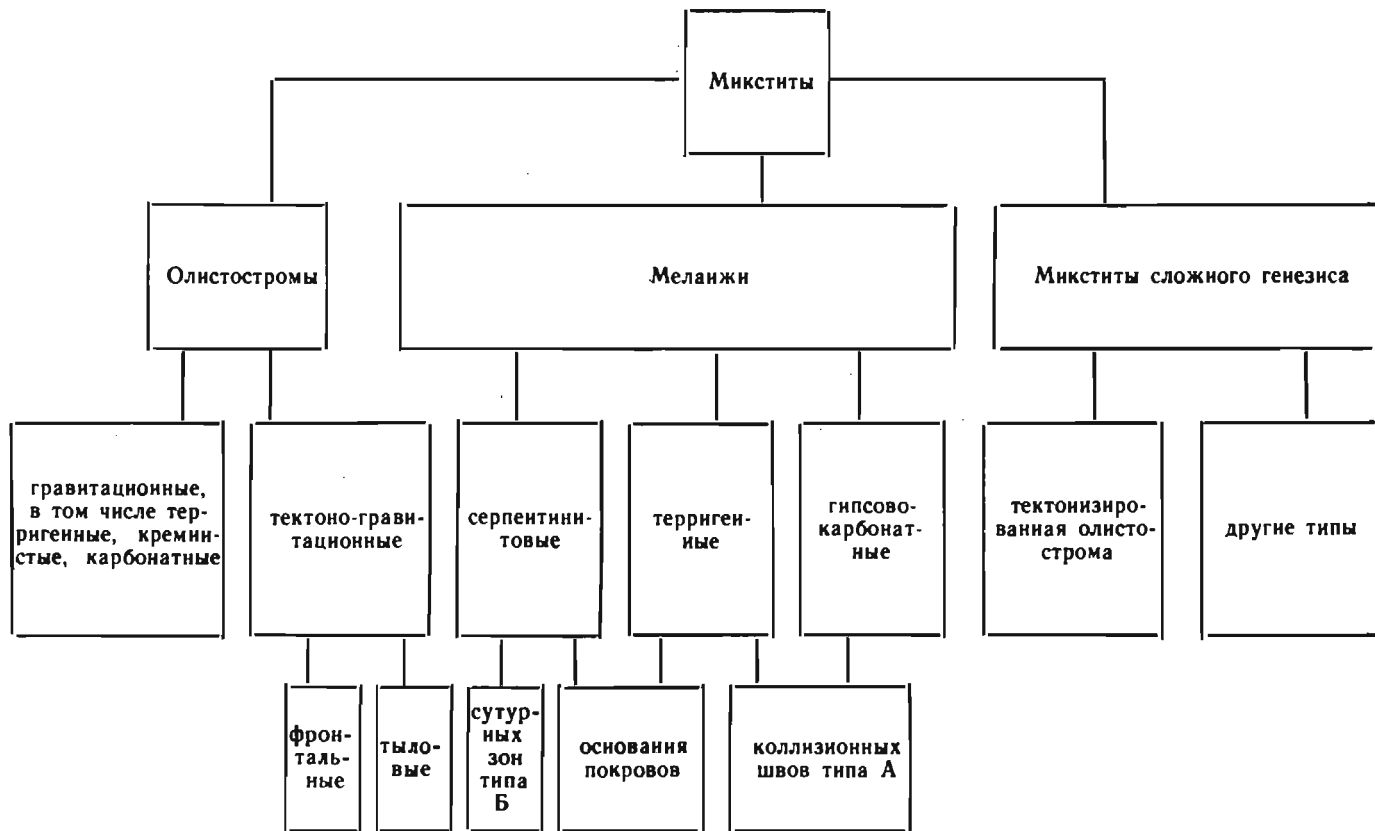 Микститы
Олистостромы
Меланжи
Микститы сложного генезиса
гравитационные,
в том числе тер-
ригенные, кремни-
стые, карбонатные
тектоно-грави-
тационные
серпентини-
товые
терриген-
ные
гипсово-
карбонат-
ные
тектонизиро-
ванная олисто-
строма
другие типы
фрон-
таль-
ные
тыло-
вые
сутур-
ных
зон
типа
Б
основания
покровов
коллизионных
швов типа А